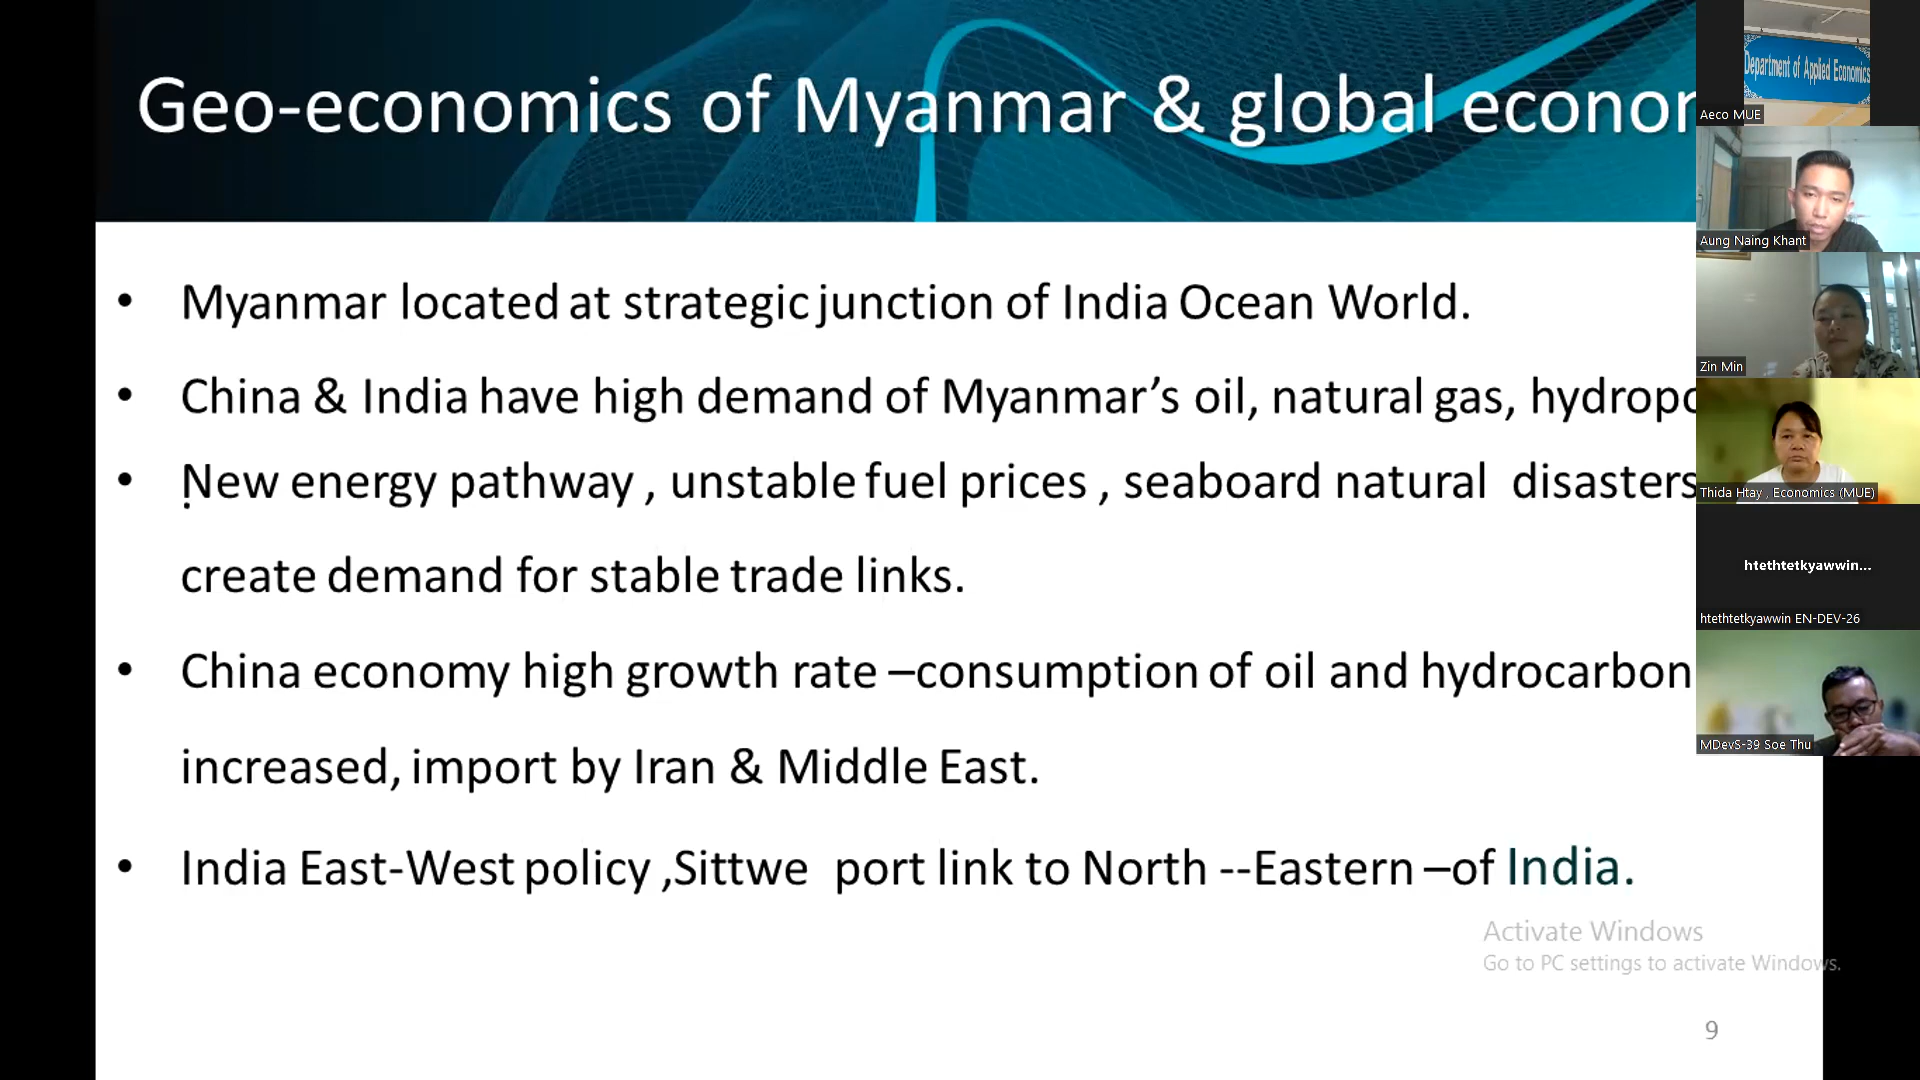 Geo-economics of Myanmar & global econor
• Myanmar located at strategic junction of India Ocean World.
• China & India have high demand of Myanmar’s oil, natural gas, hydropo
• New energy pathway , unstable fuel prices , seaboard natural disasters
create demand for stable trade links.
• China economy high growth rate –consumption of oil and hydrocarbon
increased, import by Iran & Middle East.
• India East-West policy ,Sittwe port link to North --Eastern –of India.
Activate Windows
Go to PC settings to activate Windows.
9
Department of Applied Economics
Aeco MUE
Aung Naing Khant
Zin Min
Thida Htay , Economics (MUE)
htethtetkyawwin...
htethtetkyawwin EN-DEV-26
MDevS-39 Soe Thu